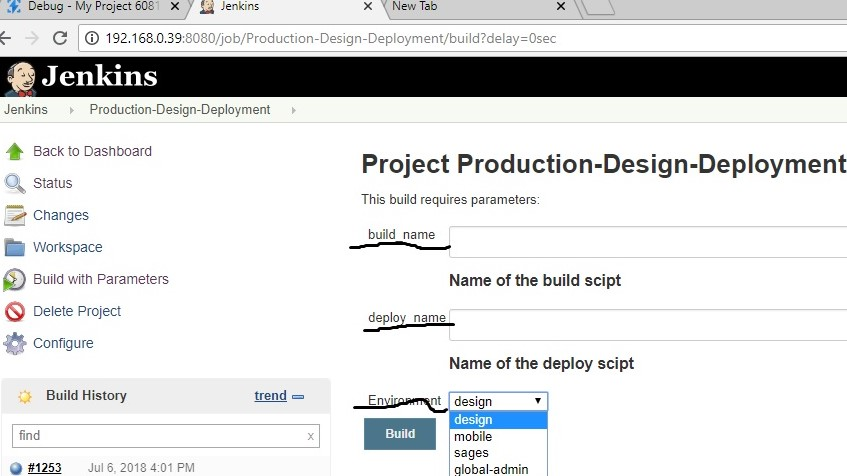 Debug - My Project 6081
Jenkins
New Tab
192.168.0.39:8080/job/Production-Design-Deployment/build?delay=0sec
Jenkins
Jenkins Production-Design-Deployment
Back to Dashboard
Status
Changes
Workspace
Build with Parameters
Delete Project
Configure
Build History trend
find x
#1253 Jul 6, 2018 4:01 PM
Project Production-Design-Deployment
This build requires parameters:
build_name
Name of the build scipt
deploy_name
Name of the deploy scipt
Environment design
design
mobile
sages
global-admin
Build